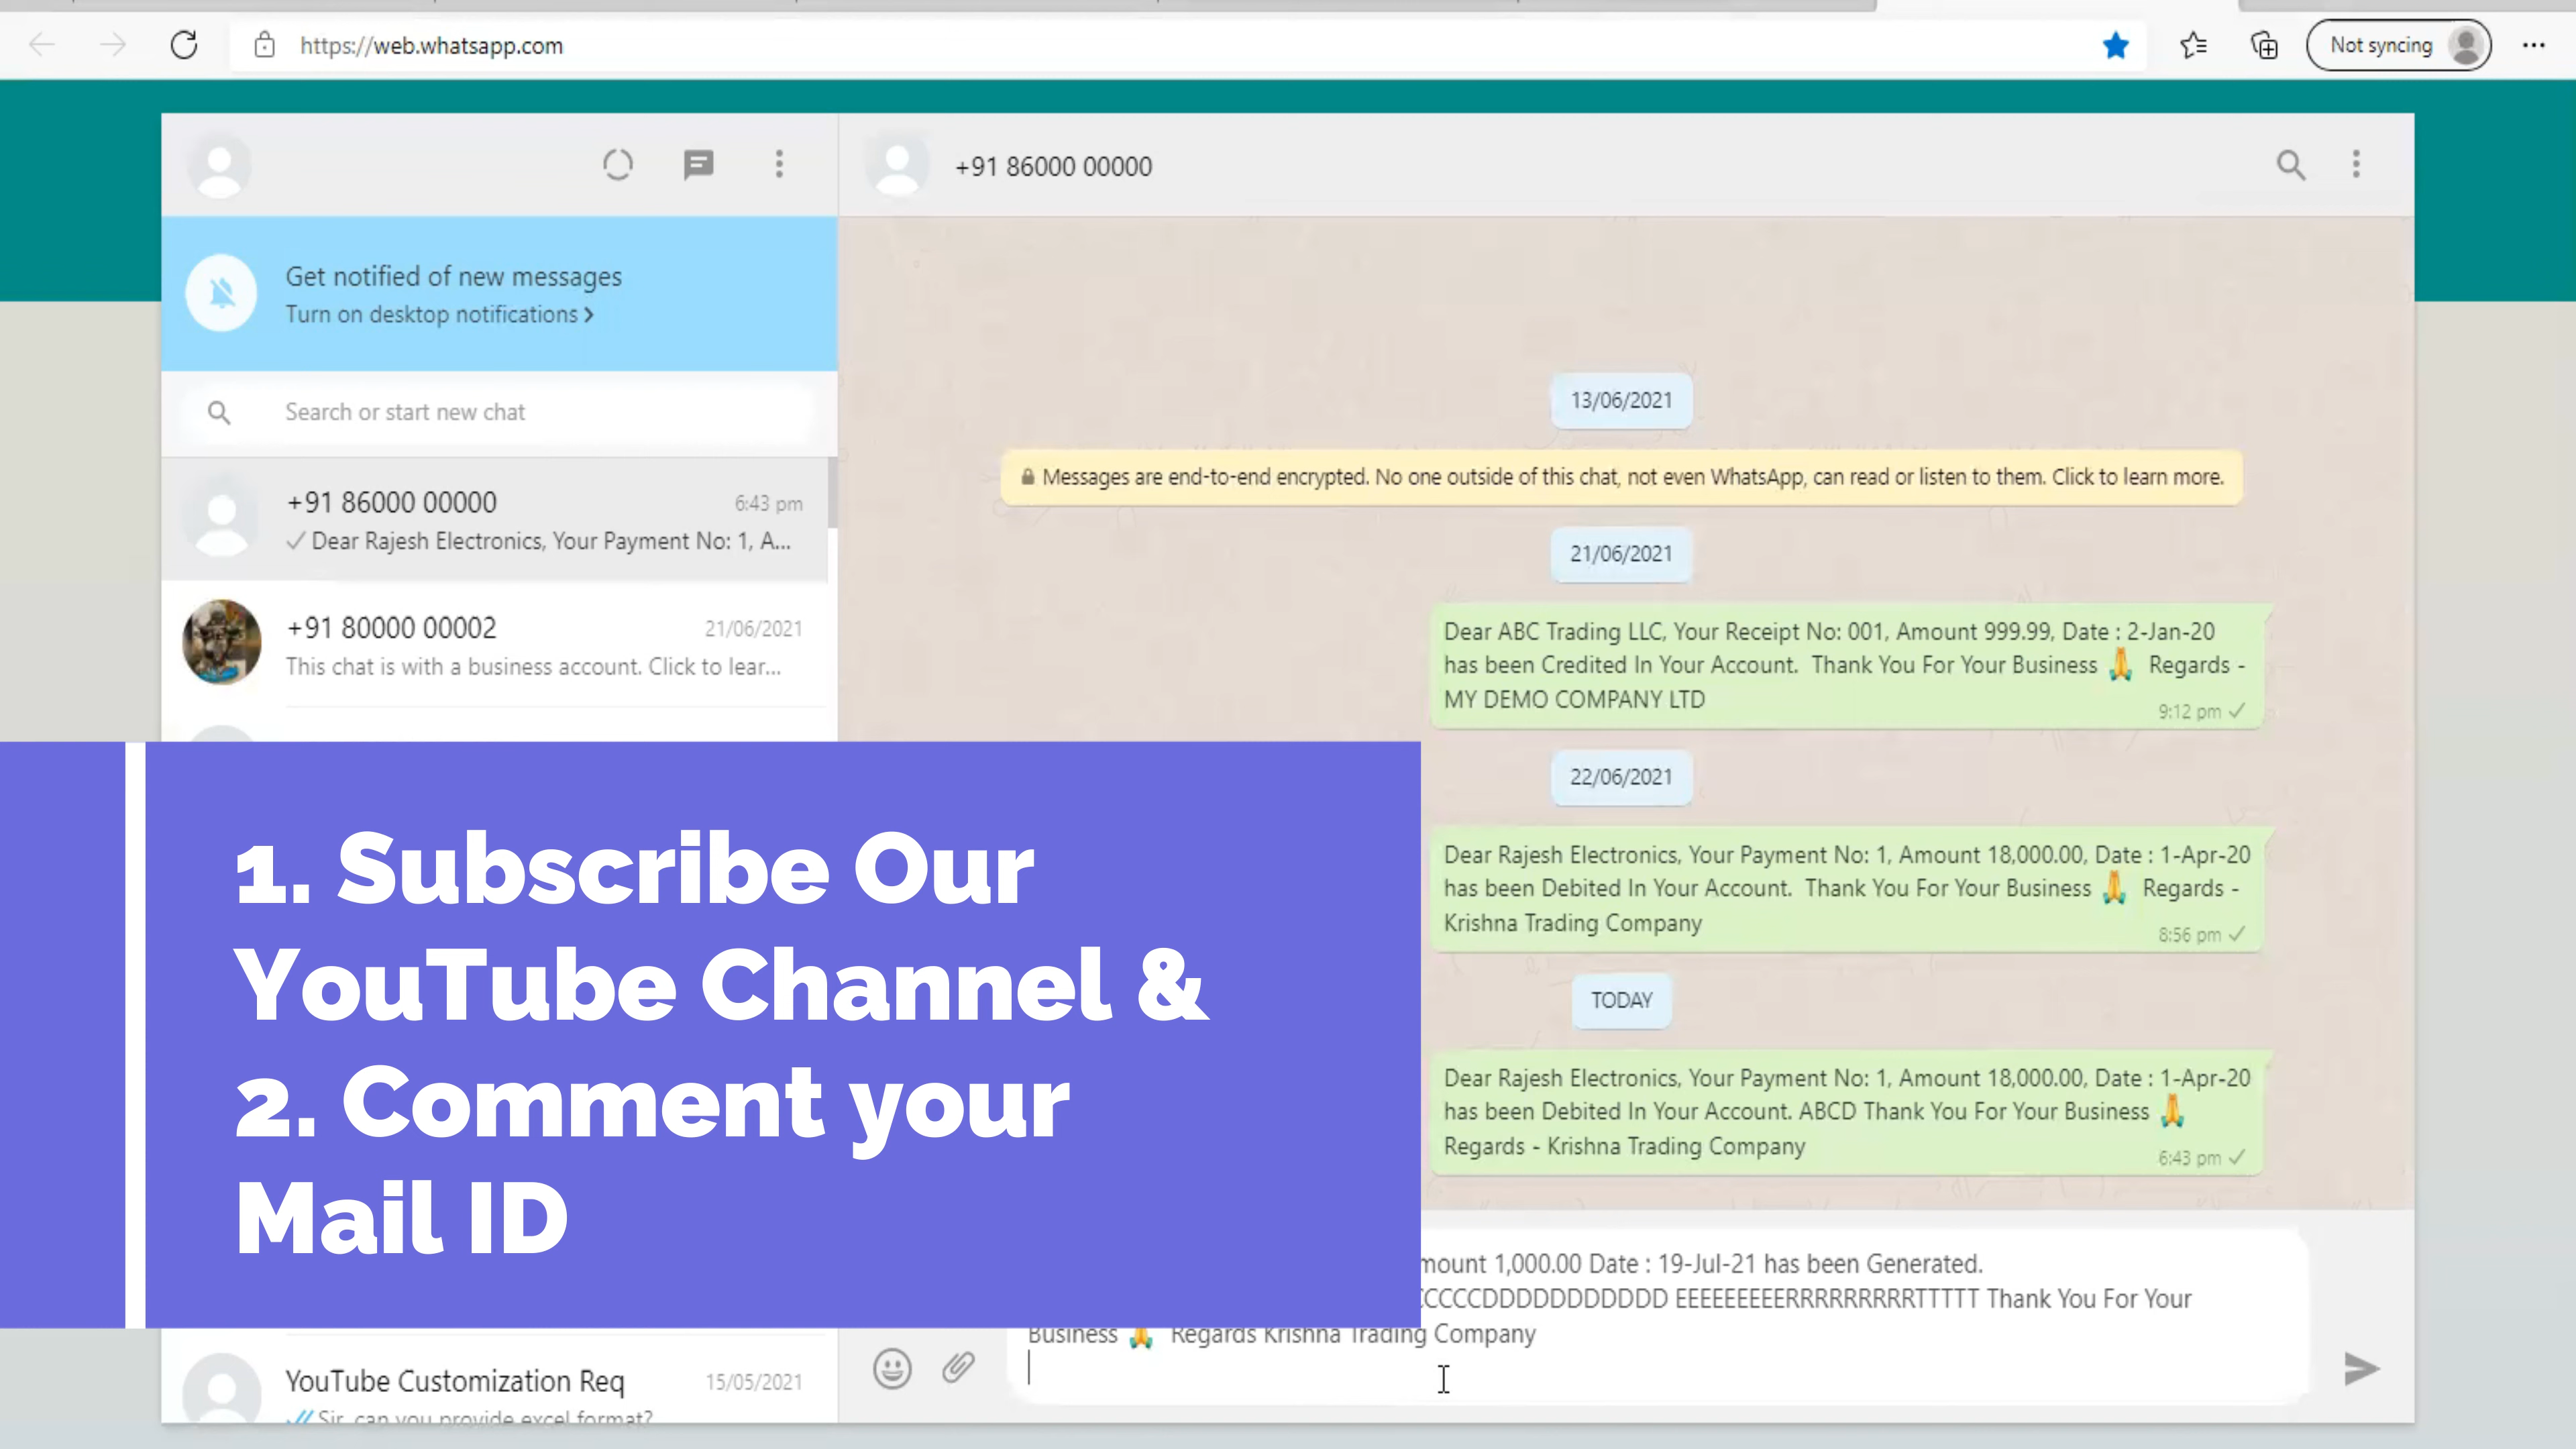 https://web.whatsapp.com
Not syncing
+91 86000 00000
Get notified of new messages
Turn on desktop notifications >
Search or start new chat
+91 86000 00000
6:43 pm
Dear Rajesh Electronics, Your Payment No: 1, A...
+91 80000 00002
21/06/2021
This chat is with a business account. Click to lear...
13/06/2021
Messages are end-to-end encrypted. No one outside of this chat, not even WhatsApp, can read or listen to them. Click to learn more.
21/06/2021
Dear ABC Trading LLC, Your Receipt No: 001, Amount 999.99, Date : 2-Jan-20
has been Credited In Your Account. Thank You For Your Business 🙏 Regards -
MY DEMO COMPANY LTD
9:12 pm
22/06/2021
Dear Rajesh Electronics, Your Payment No: 1, Amount 18,000.00, Date : 1-Apr-20
has been Debited In Your Account. Thank You For Your Business 🙏 Regards -
Krishna Trading Company
8:56 pm
TODAY
Dear Rajesh Electronics, Your Payment No: 1, Amount 18,000.00, Date : 1-Apr-20
has been Debited In Your Account. ABCD Thank You For Your Business 🙏
Regards - Krishna Trading Company
6:43 pm
1. Subscribe Our
YouTube Channel &
2. Comment your
Mail ID
mount 1,000.00 Date : 19-Jul-21 has been Generated.
Thank You For Your
Business 🙏 Regards Krishna Trading Company
YouTube Customization Req
15/05/2021
Sir, can you provide excel format?